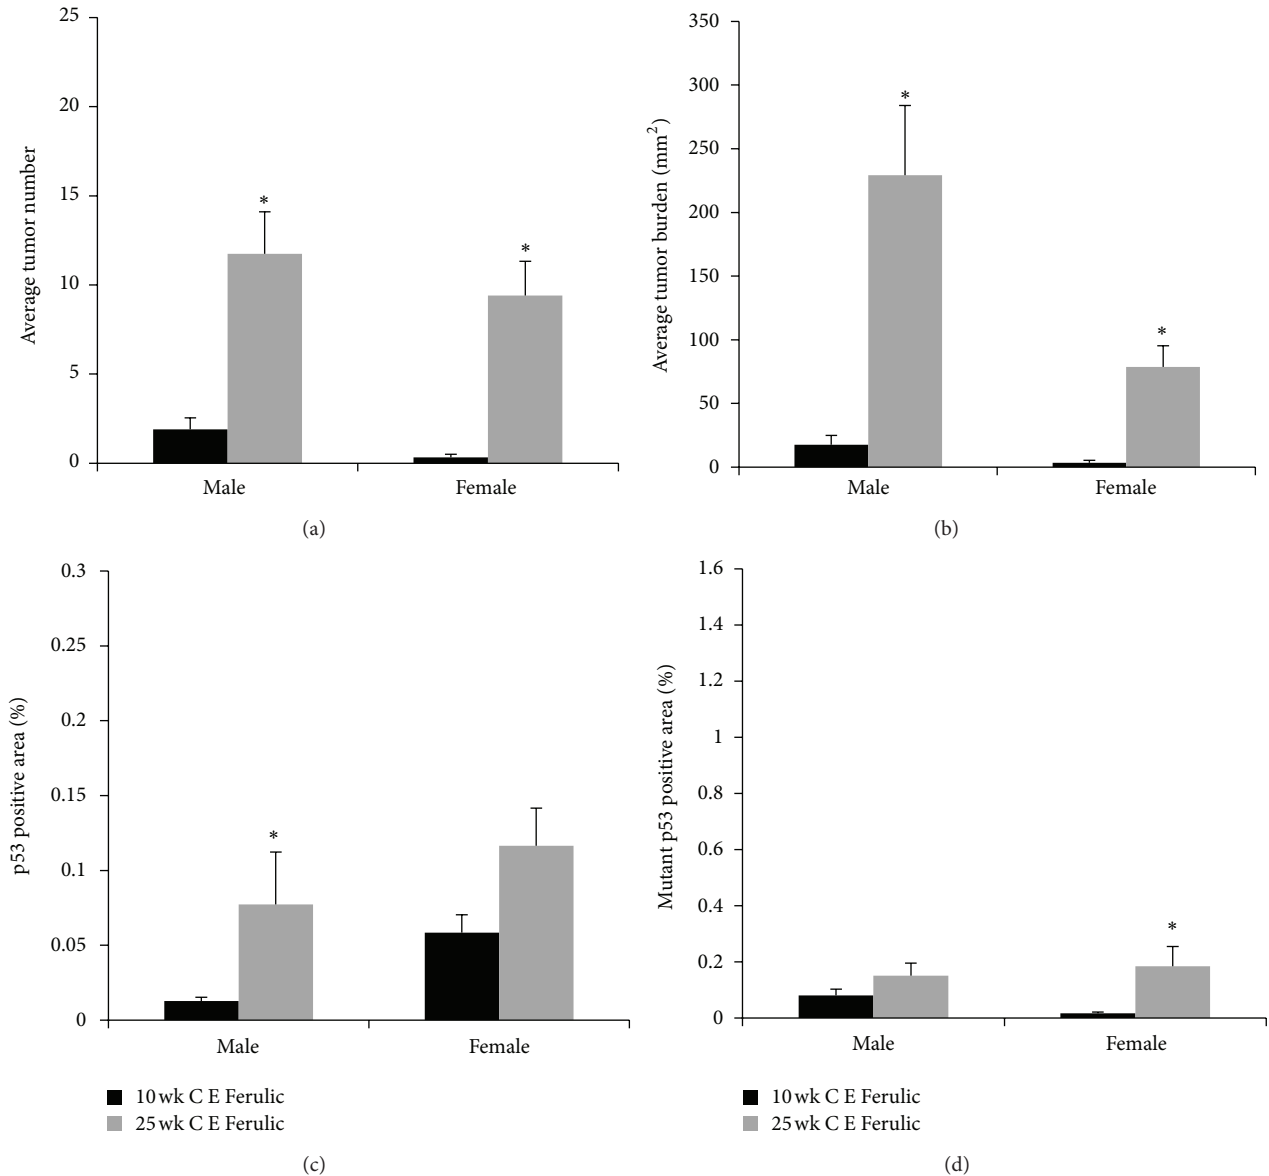 25
20
15
10
5
0
Average tumor number
*
*
Male
Female
(a)
350
300
250
200
150
100
50
0
Average tumor burden (mm²)
*
*
Male
Female
(b)
0.3
0.25
0.2
0.15
0.1
0.05
0
p53 positive area (%)
*
Male
Female
10 wk C E Ferulic
25 wk C E Ferulic
(c)
1.6
1.4
1.2
1
0.8
0.6
0.4
0.2
0
Mutant p53 positive area (%)
*
Male
Female
10 wk C E Ferulic
25 wk C E Ferulic
(d)